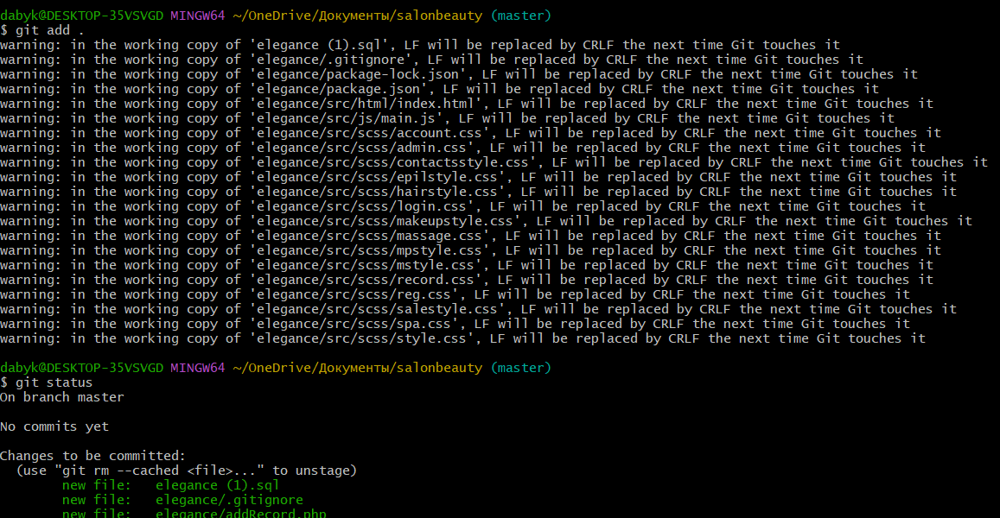 dabyk@DESKTOP-35VSVGD MINGW64 ~/OneDrive/Документы/salonbeauty (master)
$ git add .
warning: in the working copy of 'elegance (1).sql', LF will be replaced by CRLF the next time Git touches it
warning: in the working copy of 'elegance/.gitignore', LF will be replaced by CRLF the next time Git touches it
warning: in the working copy of 'elegance/package-lock.json', LF will be replaced by CRLF the next time Git touches it
warning: in the working copy of 'elegance/package.json', LF will be replaced by CRLF the next time Git touches it
warning: in the working copy of 'elegance/src/html/index.html', LF will be replaced by CRLF the next time Git touches it
warning: in the working copy of 'elegance/src/js/main.js', LF will be replaced by CRLF the next time Git touches it
warning: in the working copy of 'elegance/src/scss/account.css', LF will be replaced by CRLF the next time Git touches it
warning: in the working copy of 'elegance/src/scss/admin.css', LF will be replaced by CRLF the next time Git touches it
warning: in the working copy of 'elegance/src/scss/contactsstyle.css', LF will be replaced by CRLF the next time Git touches it
warning: in the working copy of 'elegance/src/scss/epilstyle.css', LF will be replaced by CRLF the next time Git touches it
warning: in the working copy of 'elegance/src/scss/hairstyle.css', LF will be replaced by CRLF the next time Git touches it
warning: in the working copy of 'elegance/src/scss/login.css', LF will be replaced by CRLF the next time Git touches it
warning: in the working copy of 'elegance/src/scss/makeupstyle.css', LF will be replaced by CRLF the next time Git touches it
warning: in the working copy of 'elegance/src/scss/massage.css', LF will be replaced by CRLF the next time Git touches it
warning: in the working copy of 'elegance/src/scss/mpstyle.css', LF will be replaced by CRLF the next time Git touches it
warning: in the working copy of 'elegance/src/scss/mstyle.css', LF will be replaced by CRLF the next time Git touches it
warning: in the working copy of 'elegance/src/scss/record.css', LF will be replaced by CRLF the next time Git touches it
warning: in the working copy of 'elegance/src/scss/reg.css', LF will be replaced by CRLF the next time Git touches it
warning: in the working copy of 'elegance/src/scss/salestyle.css', LF will be replaced by CRLF the next time Git touches it
warning: in the working copy of 'elegance/src/scss/spa.css', LF will be replaced by CRLF the next time Git touches it
warning: in the working copy of 'elegance/src/scss/style.css', LF will be replaced by CRLF the next time Git touches it
dabyk@DESKTOP-35VSVGD MINGW64 ~/OneDrive/Документы/salonbeauty (master)
$ git status
On branch master
No commits yet
Changes to be committed:
(use "git rm --cached <file>..." to unstage)
new file: elegance (1).sql
new file: elegance/.gitignore
new file: elegance/addRecord.php